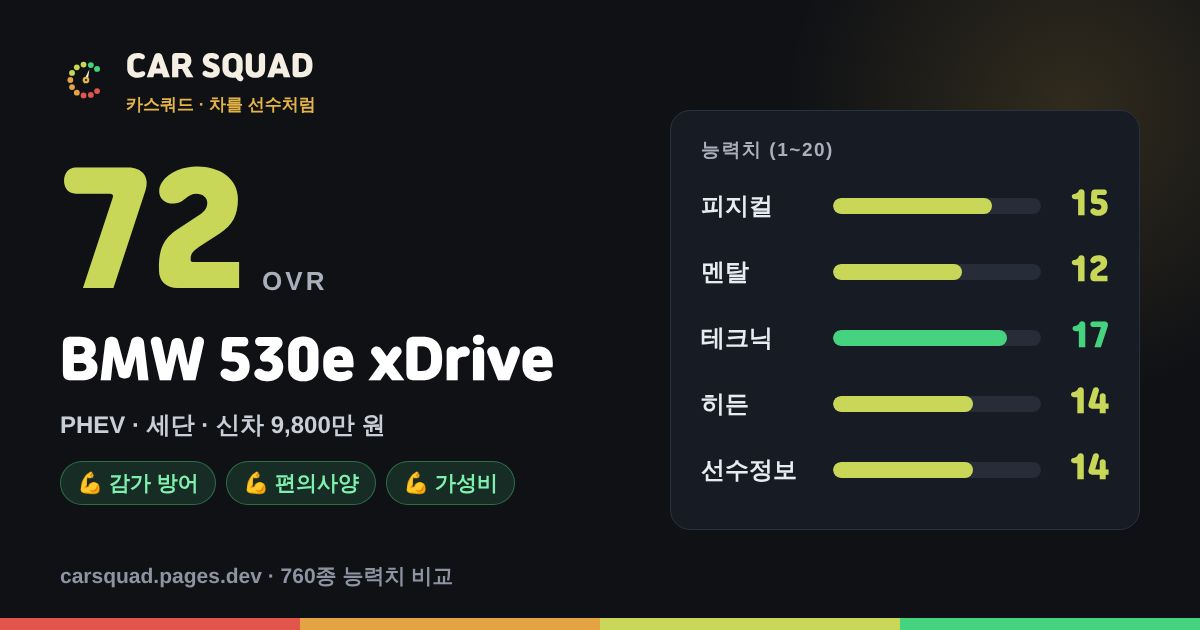 CAR SQUAD
카스쿼드 · 차를 선수처럼
72 OVR
BMW 530e xDrive
PHEV · 세단 · 신차 9,800만 원
💪 감가 방어 💪 편의사양 💪 가성비
carsquad.pages.dev · 760종 능력치 비교
능력치 (1~20)
피지컬 15
멘탈 12
테크닉 17
히든 14
선수정보 14